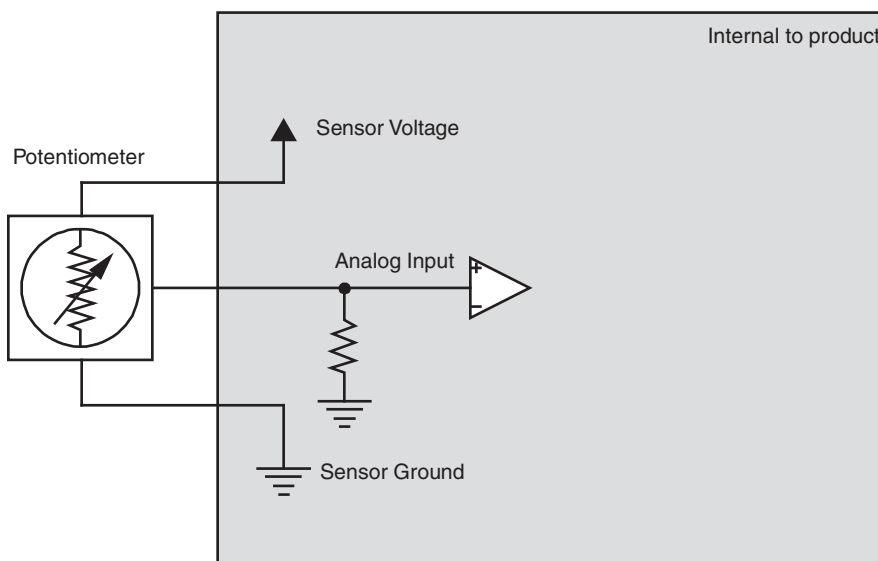 Internal to product
Sensor Voltage
Potentiometer
Analog Input
+
−
Sensor Ground